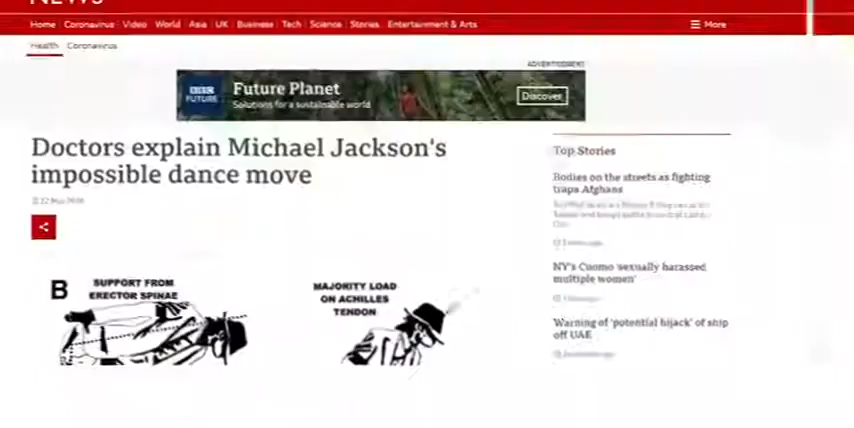 NEWS
Home Coronavirus Video World Asia UK Business Tech Science Stories Entertainment & Arts
More
Health Coronavirus
ADVERTISEMENT
BBC
FUTURE
Future Planet
Solutions for a sustainable world
Discover
Doctors explain Michael Jackson's
impossible dance move
Top Stories
Bodies on the streets as fighting
traps Afghans
NY's Cuomo 'sexually harassed
multiple women'
Warning of 'potential hijack' of ship
off UAE
B
SUPPORT FROM
ERECTOR SPINAE
MAJORITY LOAD
ON ACHILLES
TENDON